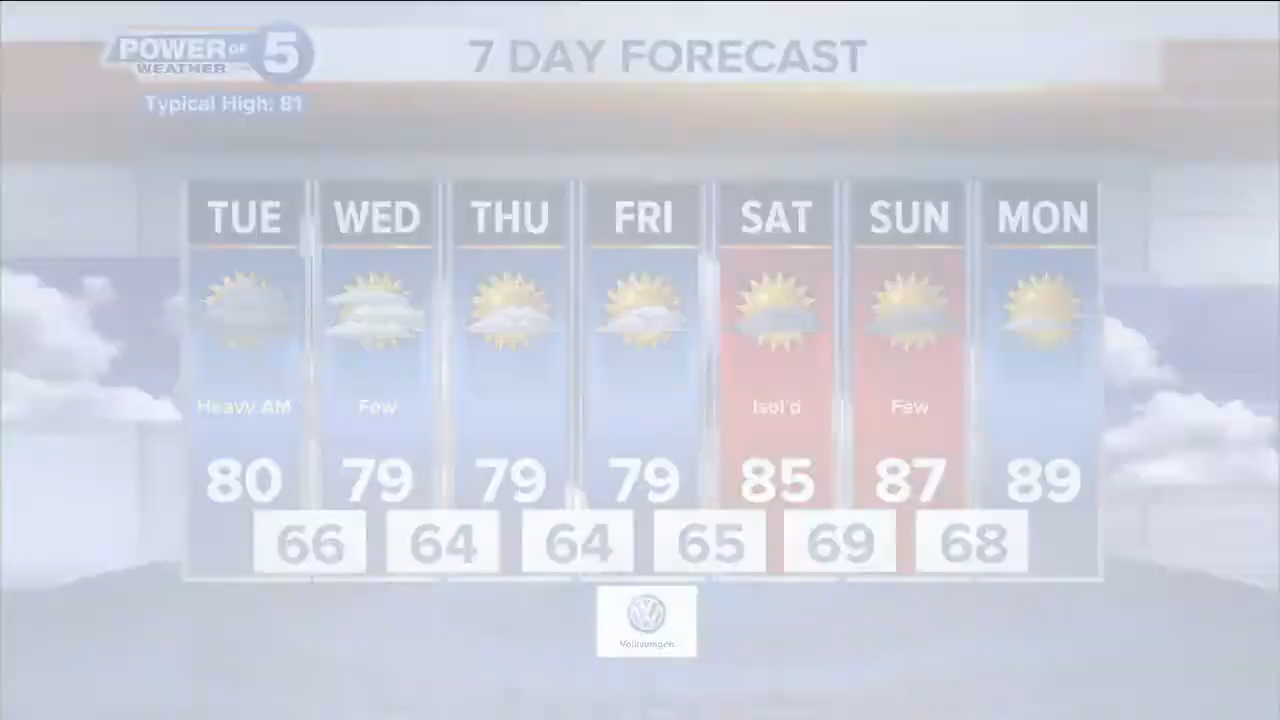 POWER OF 5
WEATHER
7 DAY FORECAST
Typical High: 81
TUE WED THU FRI SAT SUN MON
Heavy AM Few Isol'd Few
80 79 79 79 85 87 89
66 64 64 65 69 68
Volkswagen